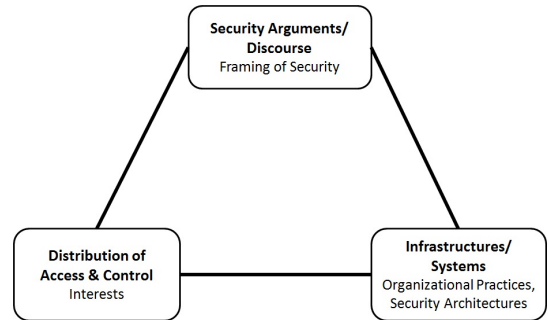 Security Arguments/
Discourse
Framing of Security
Distribution of
Access & Control
Interests
Infrastructures/
Systems
Organizational Practices,
Security Architectures